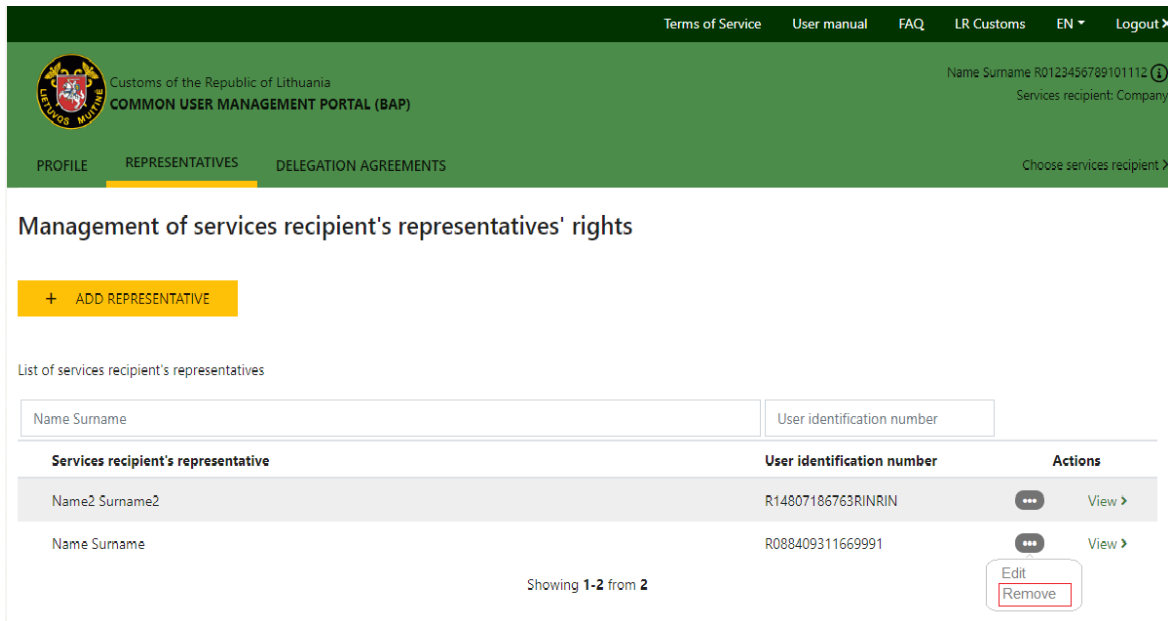 Terms of Service User manual FAQ LR Customs EN Logout
LIETUVOS MUITINĖ
Customs of the Republic of Lithuania
COMMON USER MANAGEMENT PORTAL (BAP)
Name Surname R0123456789101112
Services recipient: Company
PROFILE REPRESENTATIVES DELEGATION AGREEMENTS Choose services recipient
Management of services recipient's representatives' rights
+ ADD REPRESENTATIVE
List of services recipient's representatives
Name Surname User identification number
Services recipient's representative User identification number Actions
Name2 Surname2 R14807186763RINRIN ••• View >
Name Surname R088409311669991 ••• View >
Showing 1-2 from 2
Edit
Remove